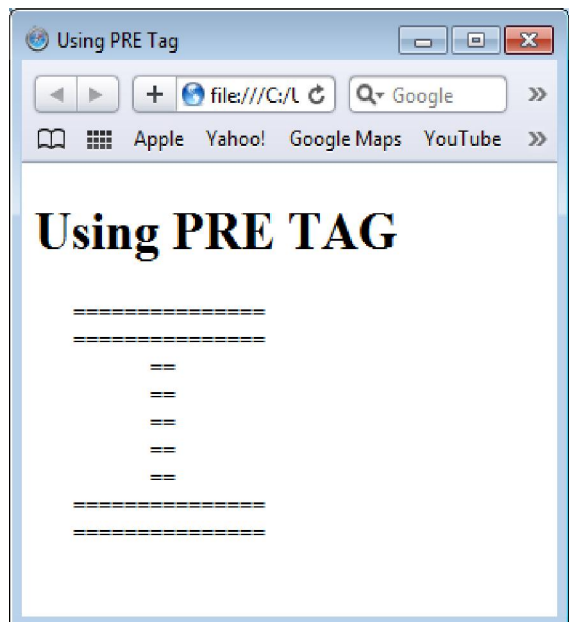 Using PRE Tag
file:///C:/L Google
Apple Yahoo! Google Maps YouTube
Using PRE TAG
===============
===============
==
==
==
==
==
===============
===============